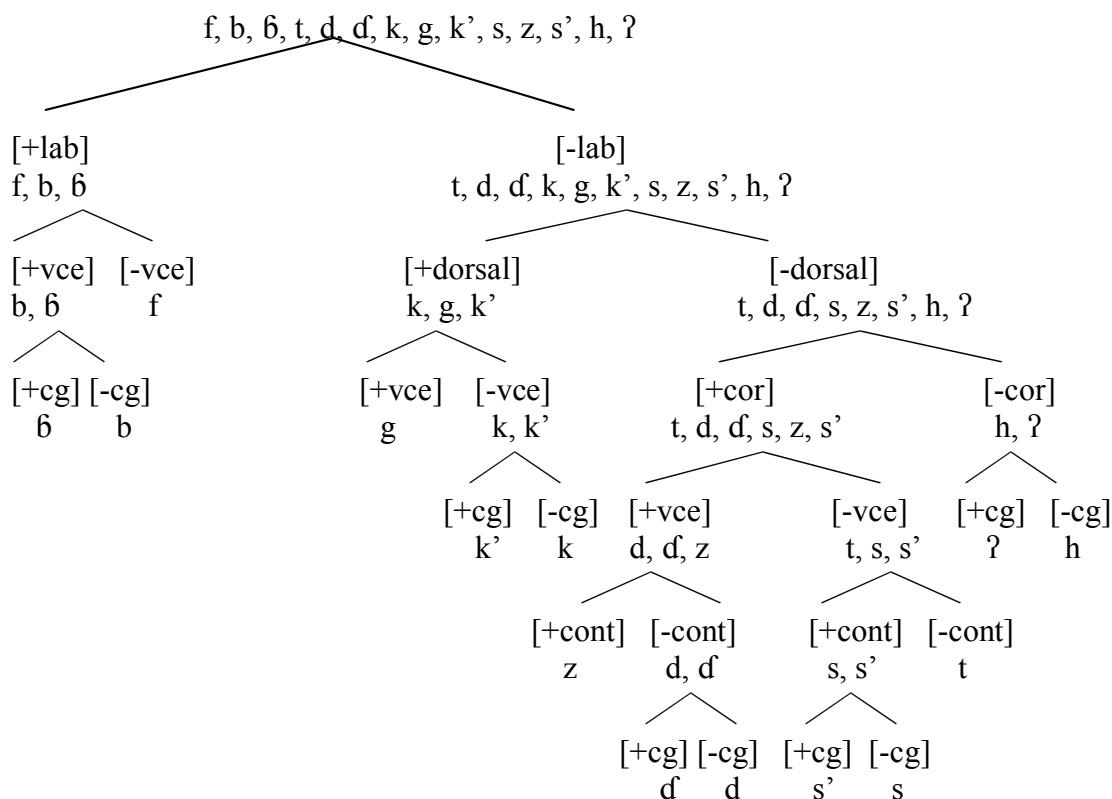 f, b, ɓ, t, d, ɗ, k, g, k’, s, z, s’, h, ʔ
[+lab] [-lab]
f, b, ɓ t, d, ɗ, k, g, k’, s, z, s’, h, ʔ
[+vce] [-vce] [+dorsal] [-dorsal]
b, ɓ f k, g, k’ t, d, ɗ, s, z, s’, h, ʔ
[+cg] [-cg] [+vce] [-vce] [+cor] [-cor]
ɓ b g k, k’ t, d, ɗ, s, z, s’ h, ʔ
[+cg] [-cg] [+vce] [-vce] [+cg] [-cg]
k’ k d, ɗ, z t, s, s’ ʔ h
[+cont] [-cont] [+cont] [-cont]
z d, ɗ s, s’ t
[+cg] [-cg] [+cg] [-cg]
ɗ d s’ s